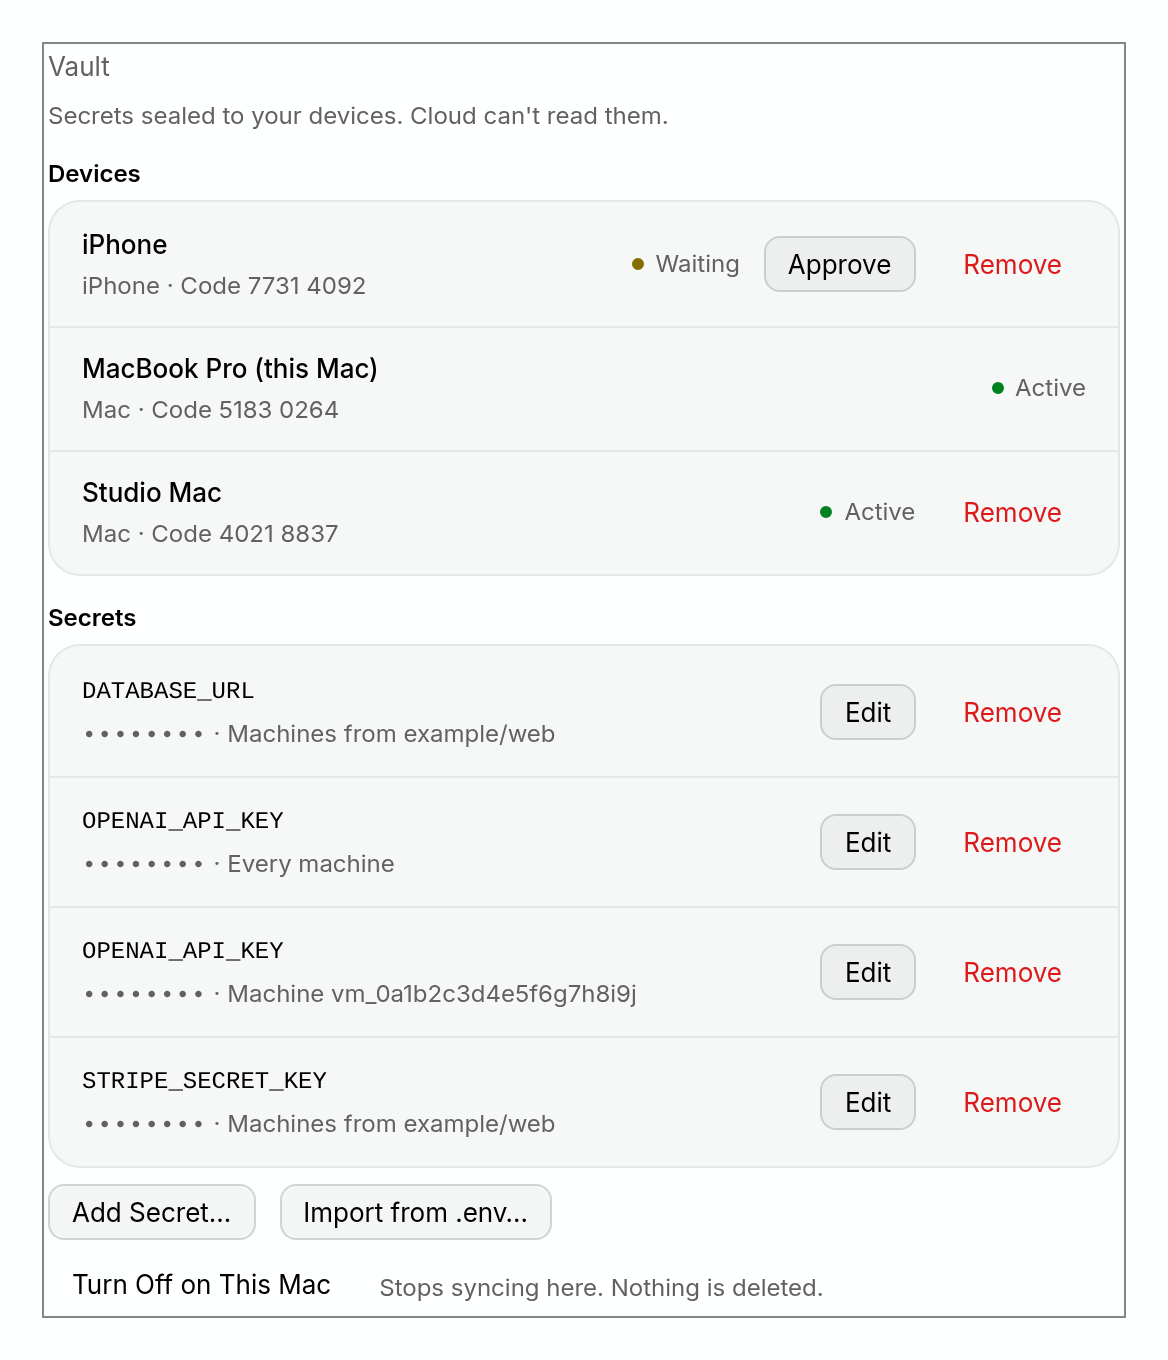 Vault
Secrets sealed to your devices. Cloud can't read them.
Devices
iPhone
iPhone · Code 7731 4092
Waiting
Approve
Remove
MacBook Pro (this Mac)
Mac · Code 5183 0264
Active
Studio Mac
Mac · Code 4021 8837
Active
Remove
Secrets
DATABASE_URL
•••••••• · Machines from example/web
Edit
Remove
OPENAI_API_KEY
•••••••• · Every machine
Edit
Remove
OPENAI_API_KEY
•••••••• · Machine vm_0a1b2c3d4e5f6g7h8i9j
Edit
Remove
STRIPE_SECRET_KEY
•••••••• · Machines from example/web
Edit
Remove
Add Secret...
Import from .env...
Turn Off on This Mac
Stops syncing here. Nothing is deleted.